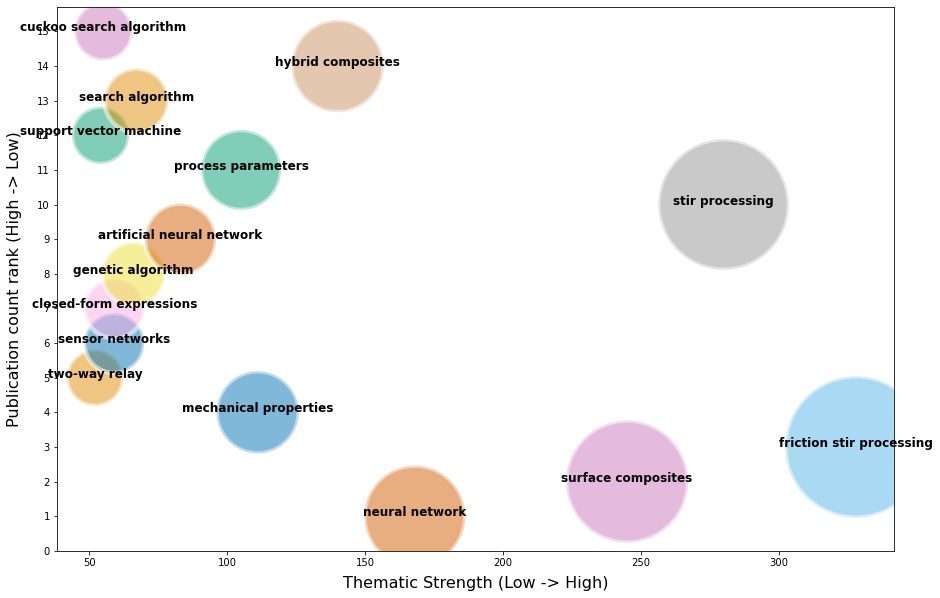 cuckoo search algorithm
15
hybrid composites
14
search algorithm
13
support vector machine
12
process parameters
11
stir processing
10
artificial neural network
9
genetic algorithm
8
closed-form expressions
7
sensor networks
6
two-way relay
5
mechanical properties
4
friction stir processing
3
surface composites
2
neural network
1
0
50 100 150 200 250 300
Thematic Strength (Low -> High)
Publication count rank (High -> Low)